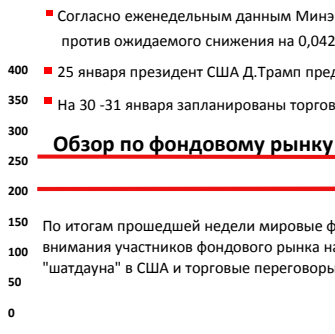 Согласно еженедельным данным Минэ
против ожидаемого снижения на 0,042
400
25 января президент США Д.Трамп пред
350
На 30 -31 января запланированы торгов
300
Обзор по фондовому рынку
250
200
150
По итогам прошедшей недели мировые ф
внимания участников фондового рынка на
100
"шатдауна" в США и торговые переговоры
50
0